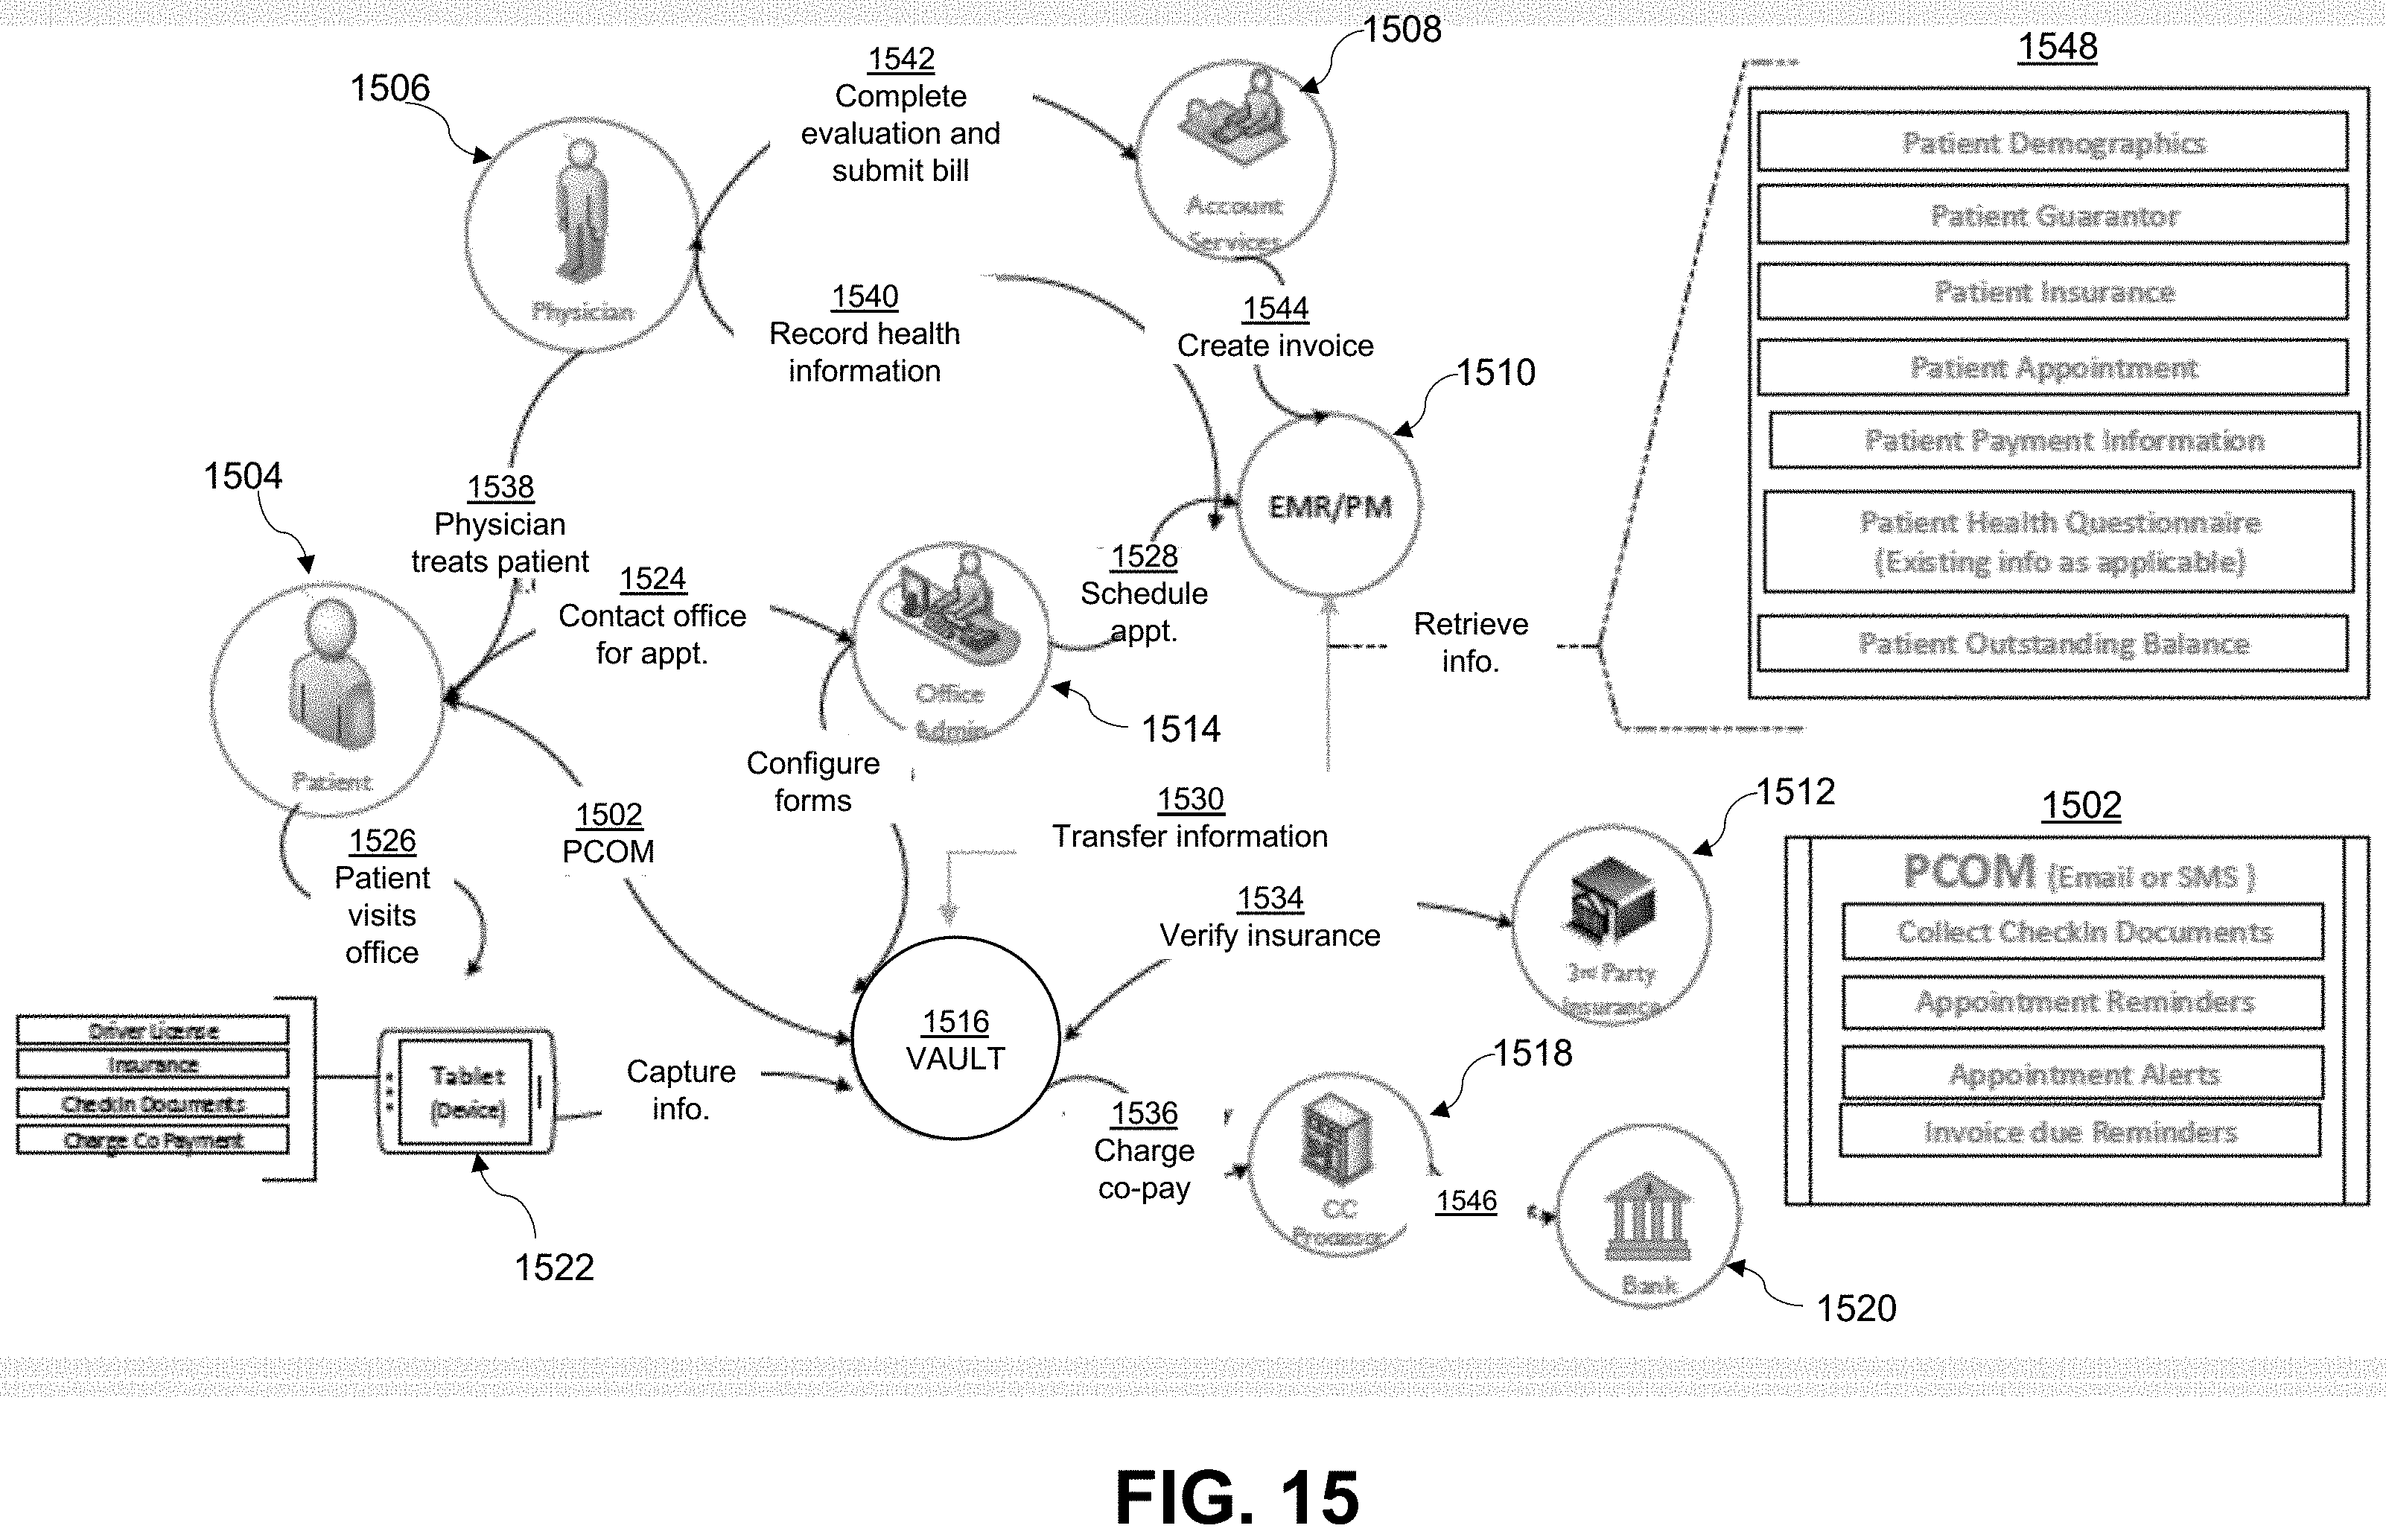 1542
Complete
evaluation and
submit bill
1508
1548
1506
Account
Services
Physician
1540
Record health
information
1544
Create invoice
1510
EMR/PM
Patient Demographics
Patient Guarantor
Patient Insurance
Patient Appointment
Patient Payment Information
Patient Health Questionnaire
(Existing info as applicable)
Patient Outstanding Balance
1504
1538
Physician
treats patient
1524
Contact office
for appt.
1528
Schedule
appt.
Retrieve
info.
Patient
Office
Admin
1514
Configure
forms
1502
PCOM
1526
Patient
visits
office
1530
Transfer information
1534
Verify insurance
1512
3rd Party
Insurance
1502
PCOM (Email or SMS )
Collect CheckIn Documents
Appointment Reminders
Appointment Alerts
Invoice due Reminders
Driver License
Insurance
CheckIn Documents
Charge Co Payment
Tablet
(Device)
1522
Capture
info.
1516
VAULT
1536
Charge
co-pay
1518
CC
Processor
1546
Bank
1520
FIG. 15